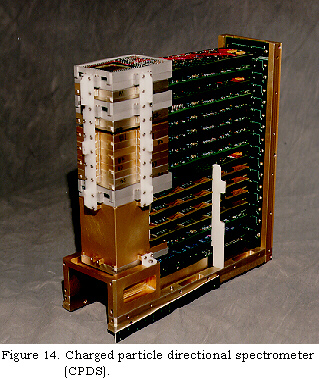 Figure 14. Charged particle directional spectrometer
(CPDS).